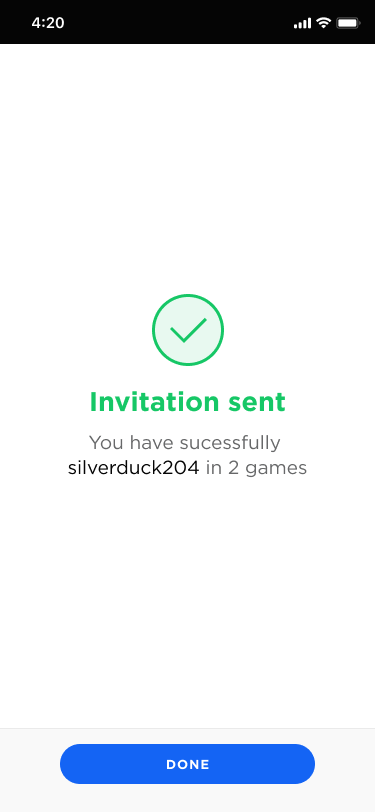 4:20
Invitation sent
You have sucessfully
silverduck204 in 2 games
DONE